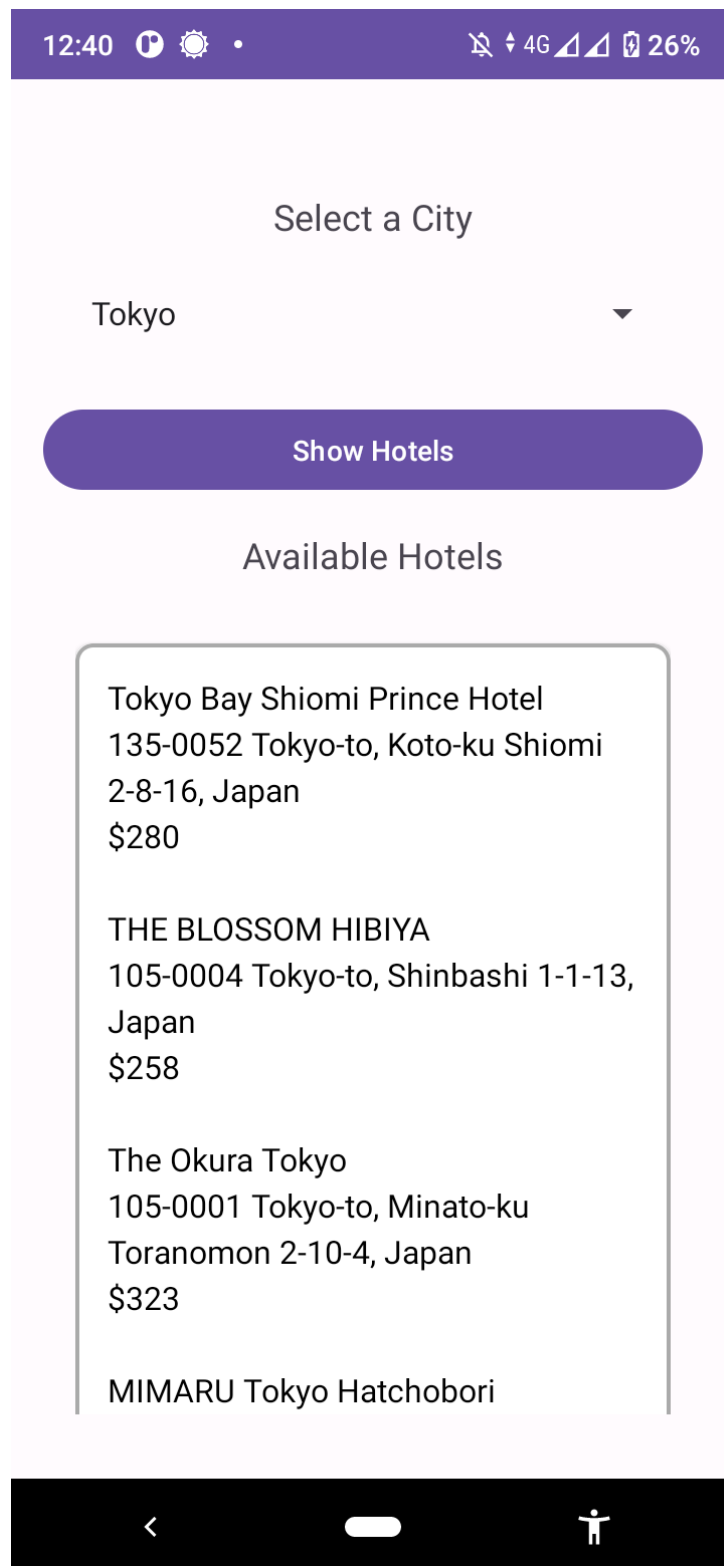 12:40 4G 26%
Select a City
Tokyo
Show Hotels
Available Hotels
Tokyo Bay Shiomi Prince Hotel
135-0052 Tokyo-to, Koto-ku Shiomi
2-8-16, Japan
$280
THE BLOSSOM HIBIYA
105-0004 Tokyo-to, Shinbashi 1-1-13,
Japan
$258
The Okura Tokyo
105-0001 Tokyo-to, Minato-ku
Toranomon 2-10-4, Japan
$323
MIMARU Tokyo Hatchobori